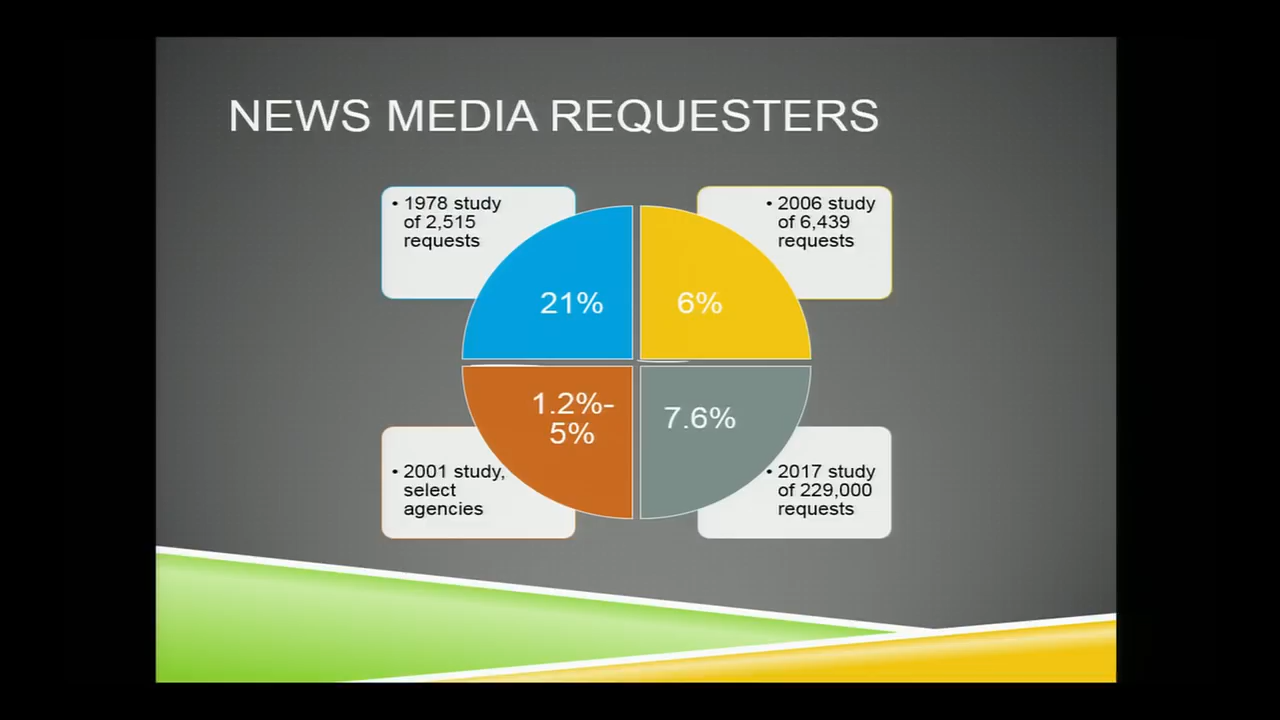 NEWS MEDIA REQUESTERS
• 1978 study
of 2,515
requests
21%
• 2006 study
of 6,439
requests
6%
• 2001 study,
select
agencies
1.2%-
5%
• 2017 study
of 229,000
requests
7.6%